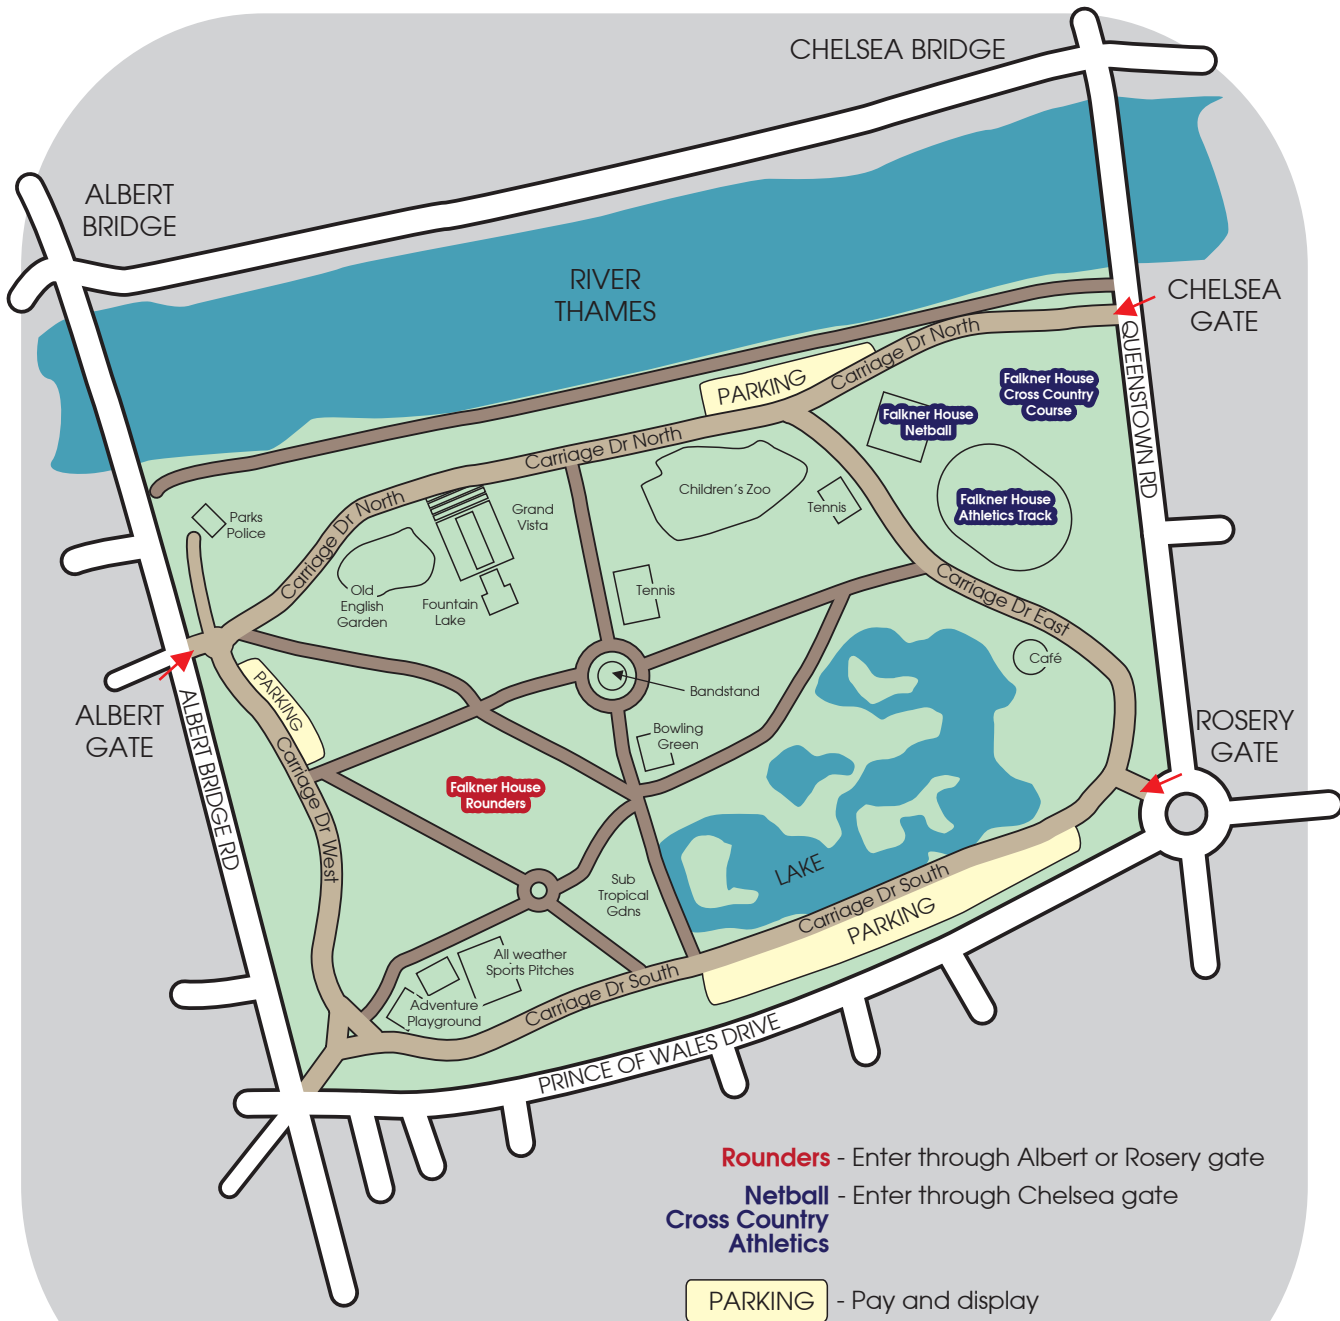 CHELSEA BRIDGE
ALBERT
BRIDGE
RIVER
THAMES
CHELSEA
GATE
QUEENSTOWN RD
Carriage Dr North
PARKING
Falkner House
Cross Country
Course
Falkner House
Netball
Carriage Dr North
Children's Zoo
Tennis
Falkner House
Athletics Track
Carriage Dr North
Grand
Vista
Parks
Police
Old
English
Garden
Fountain
Lake
Tennis
Carriage Dr East
Café
Bandstand
ALBERT
GATE
PARKING
Bowling
Green
ROSERY
GATE
ALBERT BRIDGE RD
Carriage Dr West
Falkner House
Rounders
LAKE
Sub
Tropical
Gdns
Carriage Dr South
PARKING
All weather
Sports Pitches
Adventure
Playground
Carriage Dr South
PRINCE OF WALES DRIVE
Rounders - Enter through Albert or Rosery gate
Netball - Enter through Chelsea gate
Cross Country
Athletics
PARKING - Pay and display